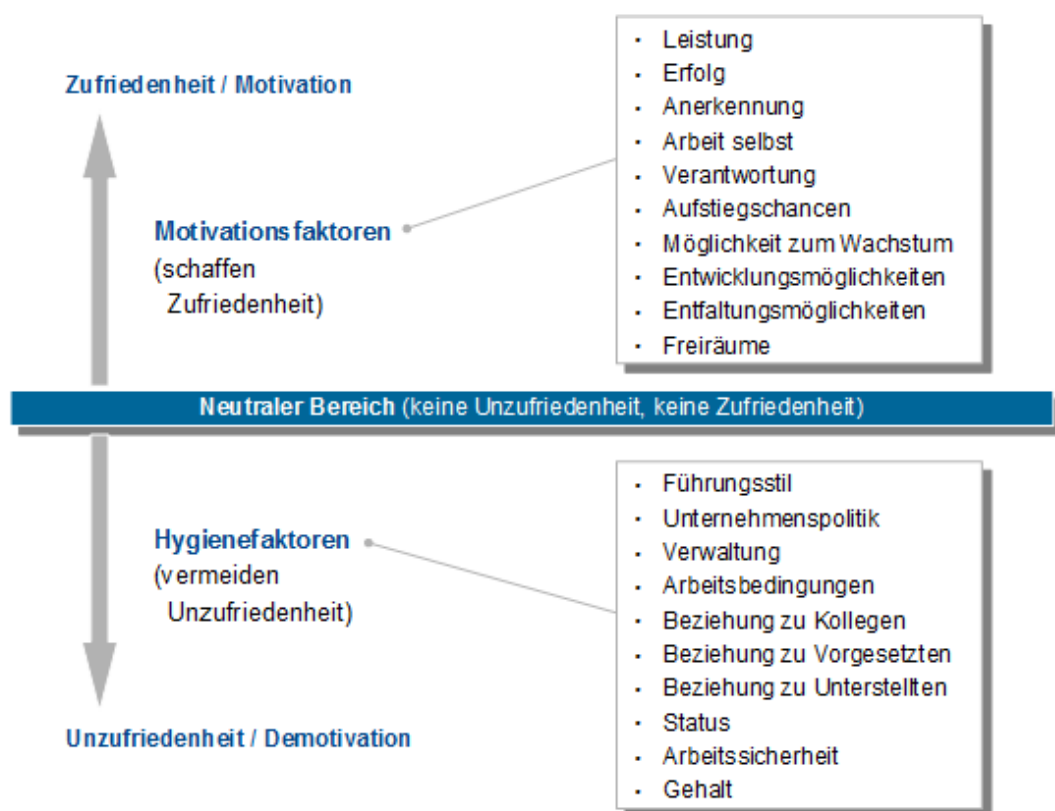 Zufriedenheit / Motivation
Motivationsfaktoren
(schaffen
Zufriedenheit)
· Leistung
· Erfolg
· Anerkennung
· Arbeit selbst
· Verantwortung
· Aufstiegschancen
· Möglichkeit zum Wachstum
· Entwicklungsmöglichkeiten
· Entfaltungsmöglichkeiten
· Freiräume
Neutraler Bereich (keine Unzufriedenheit, keine Zufriedenheit)
Hygienefaktoren
(vermeiden
Unzufriedenheit)
· Führungsstil
· Unternehmenspolitik
· Verwaltung
· Arbeitsbedingungen
· Beziehung zu Kollegen
· Beziehung zu Vorgesetzten
· Beziehung zu Unterstellten
· Status
· Arbeitssicherheit
· Gehalt
Unzufriedenheit / Demotivation